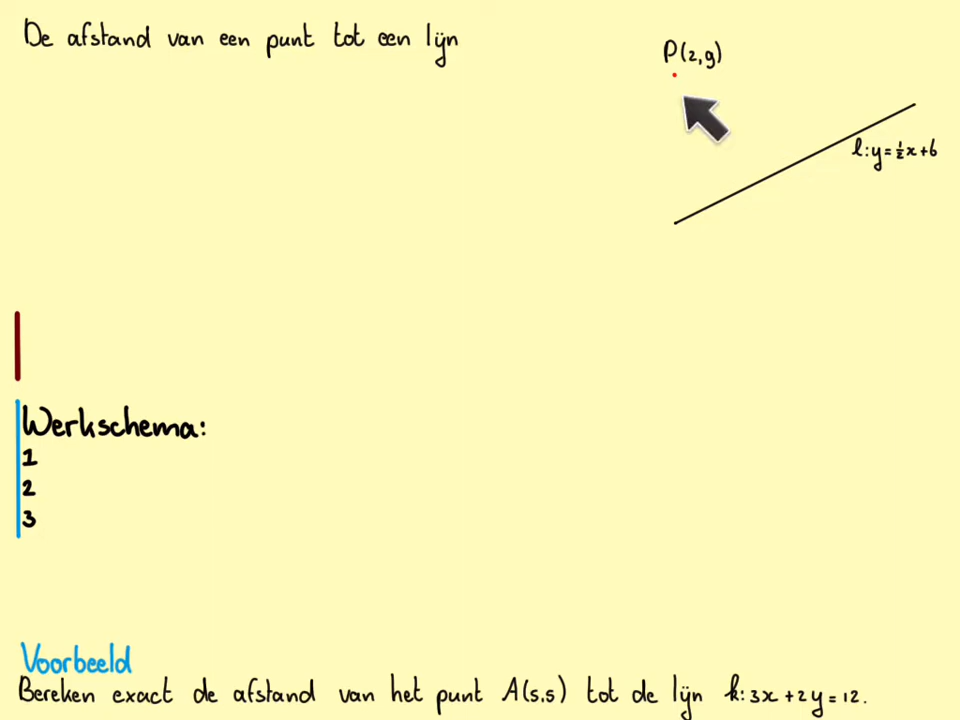 De afstand van een punt tot een lijn
P(2,9)
l: y = ½x + 6
Werkschema:
1
2
3
Voorbeeld
Bereken exact de afstand van het punt A(5,5) tot de lijn k: 3x + 2y = 12.